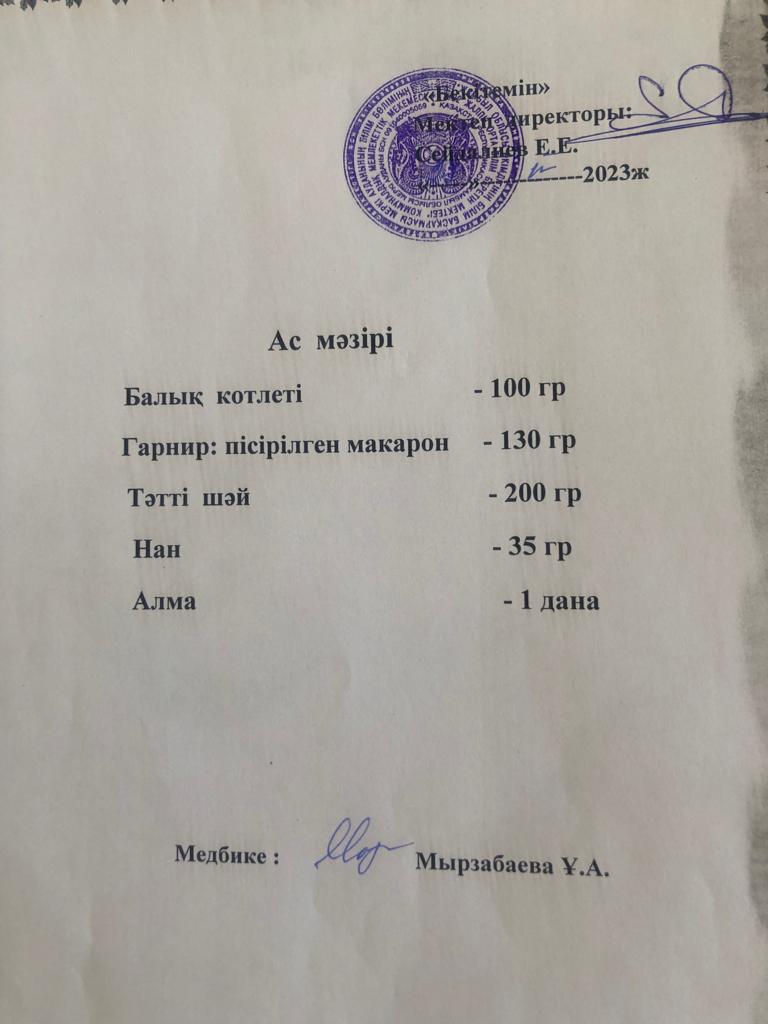 «Бекітемін»
Мектеп директоры:
Сейдалиев Е.Е.
«-----»-----------2023ж
Ас мәзірі
Балық котлеті - 100 гр
Гарнир: пісірілген макарон - 130 гр
Тәтті шәй - 200 гр
Нан - 35 гр
Алма - 1 дана
Медбике : Мырзабаева Ұ.А.